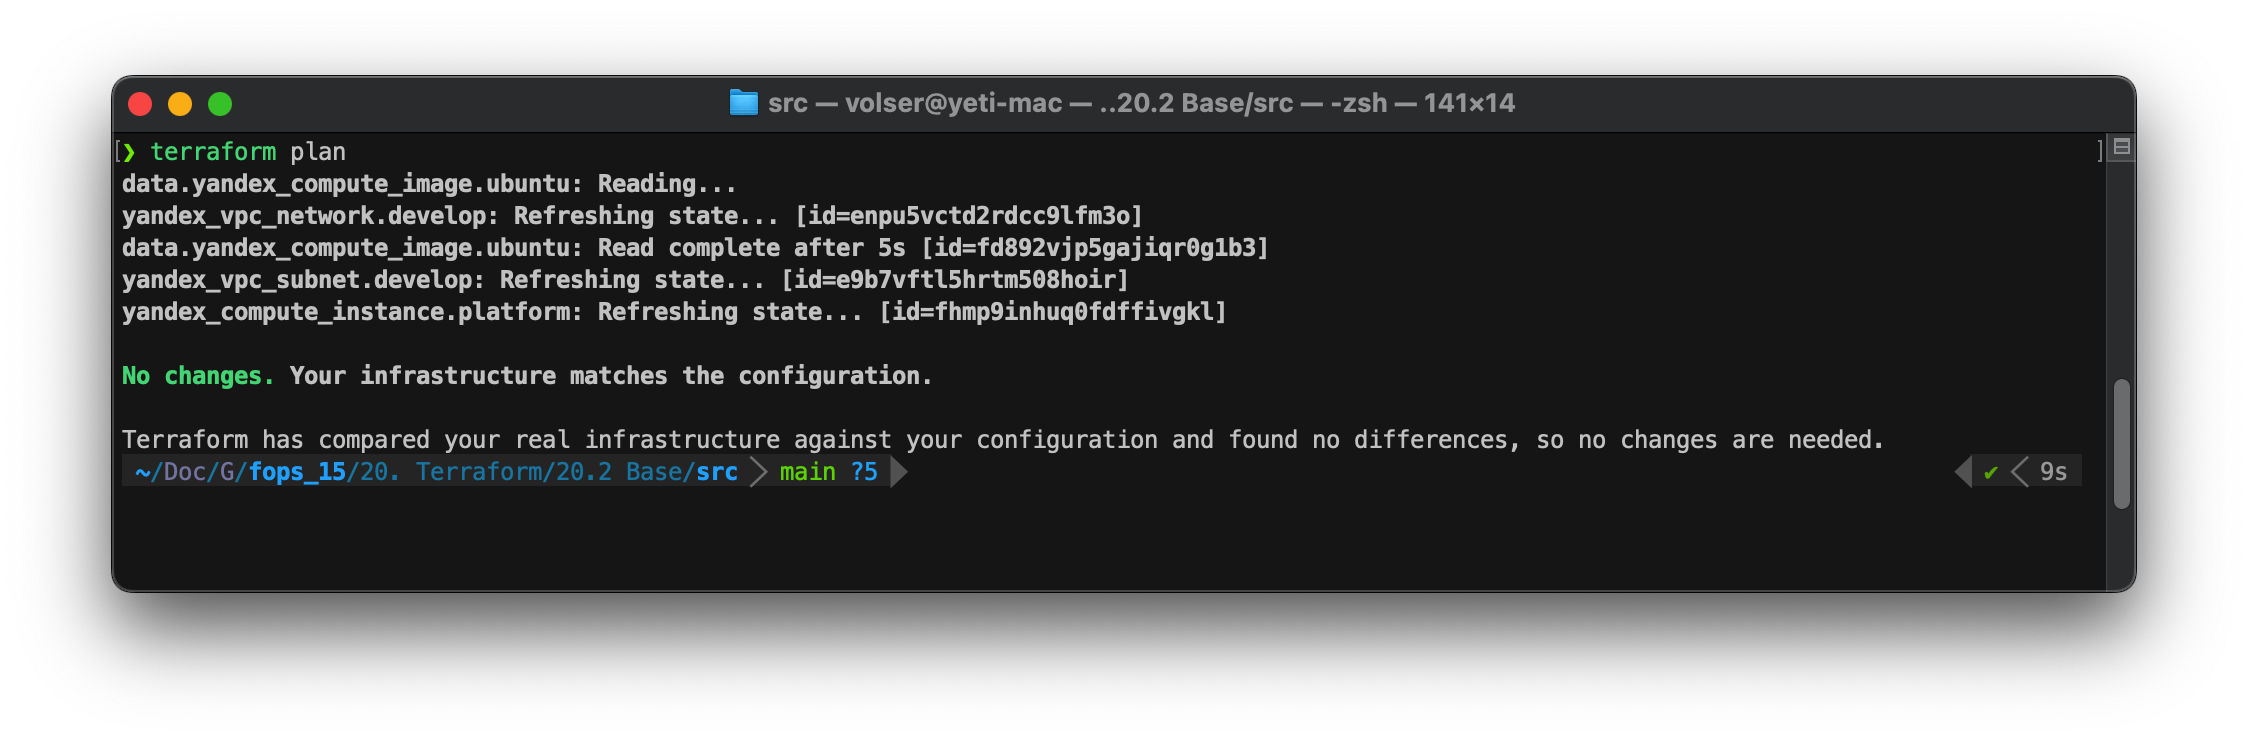 src — volser@yeti-mac — ..20.2 Base/src — -zsh — 141×14
[❯ terraform plan ]
data.yandex_compute_image.ubuntu: Reading...
yandex_vpc_network.develop: Refreshing state... [id=enpu5vctd2rdcc9lfm3o]
data.yandex_compute_image.ubuntu: Read complete after 5s [id=fd892vjp5gajiqr0g1b3]
yandex_vpc_subnet.develop: Refreshing state... [id=e9b7vftl5hrtm508hoir]
yandex_compute_instance.platform: Refreshing state... [id=fhmp9inhuq0fdffivgkl]
No changes. Your infrastructure matches the configuration.
Terraform has compared your real infrastructure against your configuration and found no differences, so no changes are needed.
~/Doc/G/fops_15/20. Terraform/20.2 Base/src main ?5 ✔ 9s